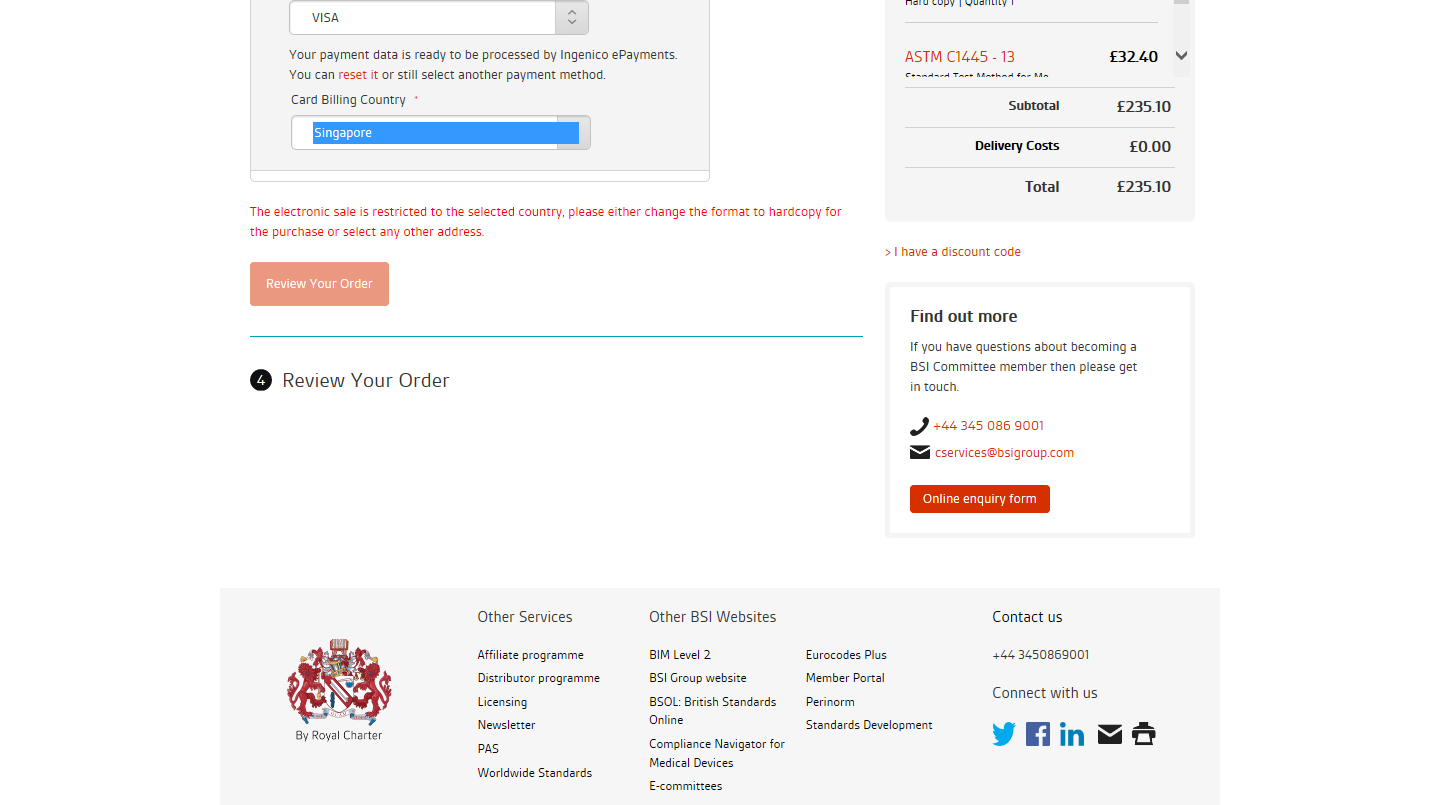 VISA
Your payment data is ready to be processed by Ingenico ePayments.
You can reset it or still select another payment method.
Card Billing Country *
Singapore
The electronic sale is restricted to the selected country, please either change the format to hardcopy for
the purchase or select any other address.
Review Your Order
4 Review Your Order
Hard copy | Quantity 1
ASTM C1445 - 13 £32.40
Standard Test Method for Me
Subtotal £235.10
Delivery Costs £0.00
Total £235.10
> I have a discount code
Find out more
If you have questions about becoming a
BSI Committee member then please get
in touch.
+44 345 086 9001
cservices@bsigroup.com
Online enquiry form
By Royal Charter
Other Services
Affiliate programme
Distributor programme
Licensing
Newsletter
PAS
Worldwide Standards
Other BSI Websites
BIM Level 2
BSI Group website
BSOL: British Standards
Online
Compliance Navigator for
Medical Devices
E-committees
Eurocodes Plus
Member Portal
Perinorm
Standards Development
Contact us
+44 3450869001
Connect with us